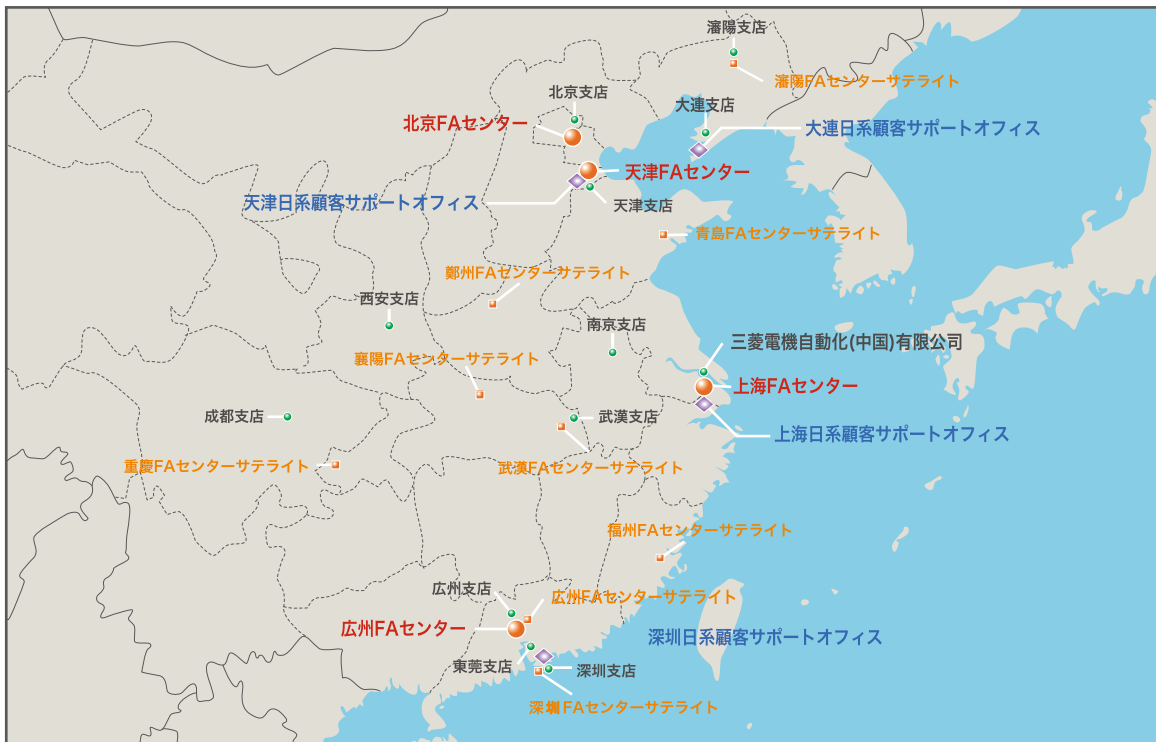 瀋陽支店
瀋陽FAセンターサテライト
北京支店
大連支店
北京FAセンター
大連日系顧客サポートオフィス
天津FAセンター
天津日系顧客サポートオフィス
天津支店
青島FAセンターサテライト
鄭州FAセンターサテライト
西安支店
南京支店
三菱電機自動化(中国)有限公司
襄陽FAセンターサテライト
上海FAセンター
成都支店
武漢支店
上海日系顧客サポートオフィス
重慶FAセンターサテライト
武漢FAセンターサテライト
福州FAセンターサテライト
広州支店
広州FAセンターサテライト
広州FAセンター
深圳日系顧客サポートオフィス
東莞支店
深圳支店
深圳FAセンターサテライト